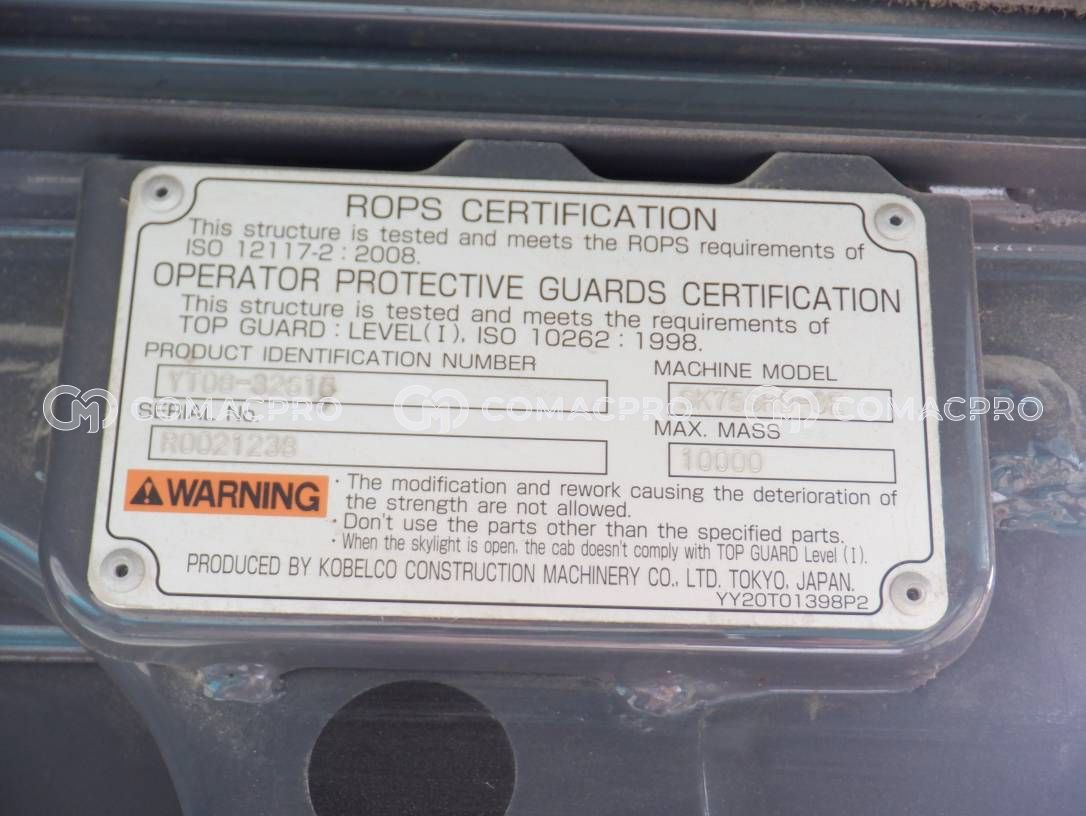 ROPS CERTIFICATION
This structure is tested and meets the ROPS requirements of
ISO 12117-2 : 2008.
OPERATOR PROTECTIVE GUARDS CERTIFICATION
This structure is tested and meets the requirements of
TOP GUARD : LEVEL(I), ISO 10262 : 1998.
PRODUCT IDENTIFICATION NUMBER
MACHINE MODEL
COMACPRO COMACPRO COMACPRO
SERIAL No.
MAX. MASS
R0021238
10000
WARNING
· The modification and rework causing the deterioration of
the strength are not allowed.
· Don't use the parts other than the specified parts.
· When the skylight is open, the cab doesn't comply with TOP GUARD Level (I).
PRODUCED BY KOBELCO CONSTRUCTION MACHINERY CO., LTD. TOKYO, JAPAN.
YY20T01398P2